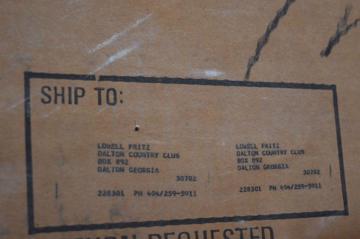 SHIP TO:
LOWELL FRITZ
DALTON COUNTRY CLUB
BOX 892
DALTON GEORGIA
30702
228301 PH 404/259-5911
LOWELL FRITZ
DALTON COUNTRY CLUB
BOX 892
DALTON GEORGIA
30702
228301 PH 404/259-5911
REQUESTED